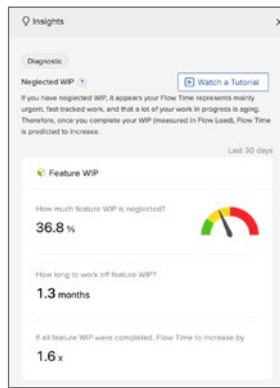 Insights
Diagnostic
Neglected WIP ?
Watch a Tutorial
If you have neglected WIP, it appears your Flow Time represents mainly
urgent, fast-tracked work, and that a lot of your work in progress is aging.
Therefore, once you complete your WIP (measured in Flow Load), Flow Time
is predicted to increase.
Last 30 days
Feature WIP
How much feature WIP is neglected?
36.8 %
How long to work off feature WIP?
1.3 months
If all feature WIP were completed, Flow Time to increase by
1.6 x